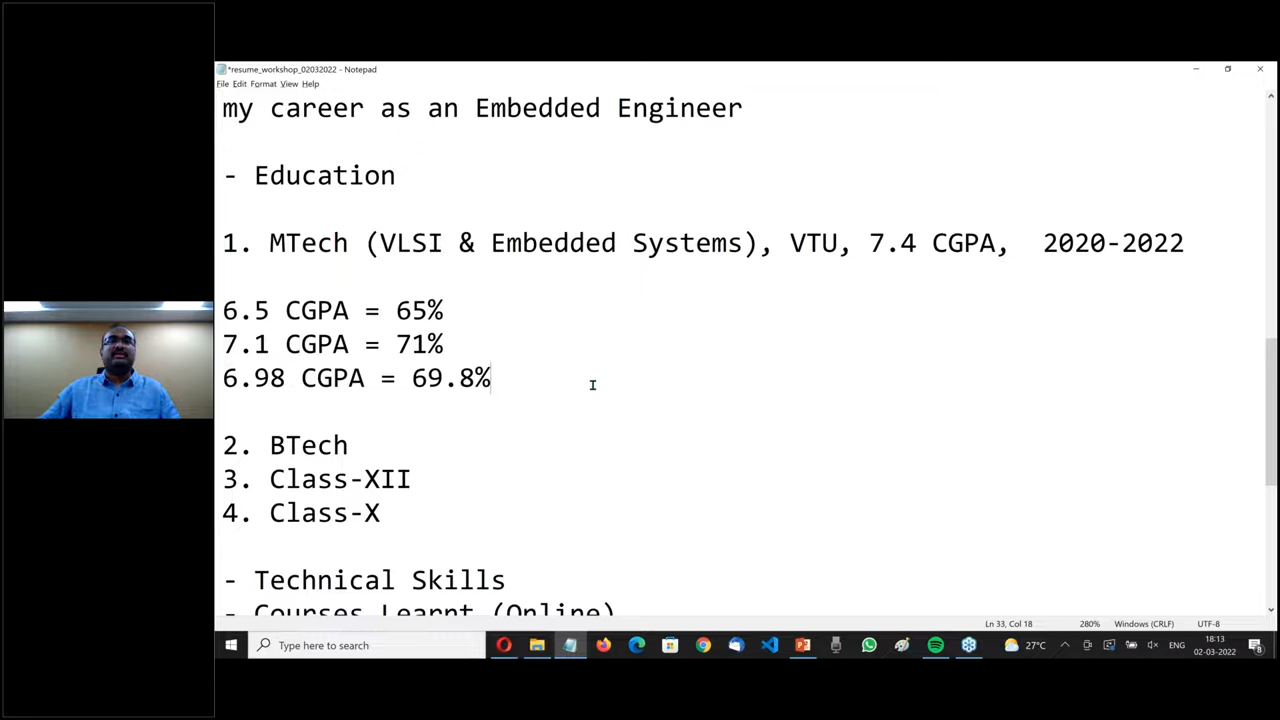 *resume_workshop_02032022 - Notepad
File Edit Format View Help
my career as an Embedded Engineer
- Education
1. MTech (VLSI & Embedded Systems), VTU, 7.4 CGPA,  2020-2022
6.5 CGPA = 65%
7.1 CGPA = 71%
6.98 CGPA = 69.8%
2. BTech
3. Class-XII
4. Class-X
- Technical Skills
- Courses Learnt (Online)
Ln 33, Col 18 280% Windows (CRLF) UTF-8
Type here to search 27°C ENG 18:13
02-03-2022 8